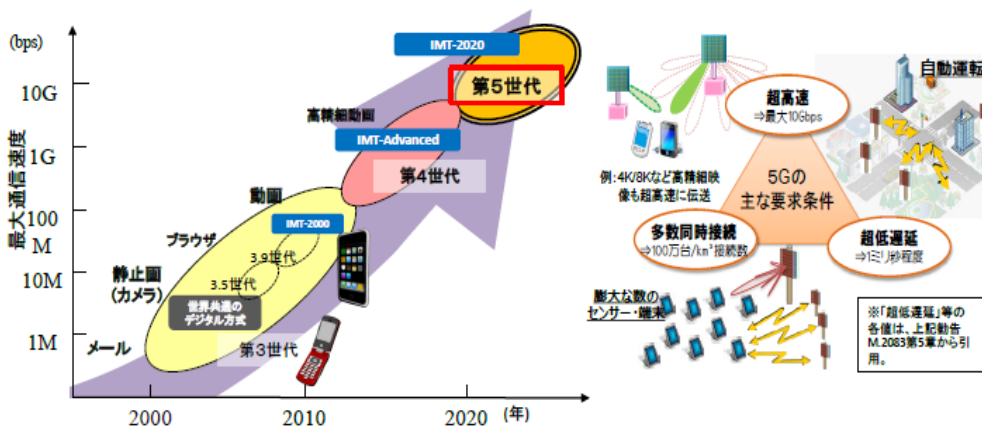 (bps)
最大通信速度
10G
1G
100
M
10M
1M
2000
2010
2020
(年)
IMT-2020
第5世代
高精細動画
IMT-Advanced
第4世代
動画
IMT-2000
ブラウザ
3.9世代
3.5世代
静止画
(カメラ)
世界共通の
デジタル方式
メール
第3世代
自動運転
超高速
⇒最大10Gbps
例:4K/8Kなど高精細映
像も超高速に伝送
5Gの
主な要求条件
多数同時接続
⇒100万台/km²接続数
超低遅延
⇒1ミリ秒程度
膨大な数の
センサー・端末
※「超低遅延」等の
各値は、上記勧告
M.2083第5章から引
用。